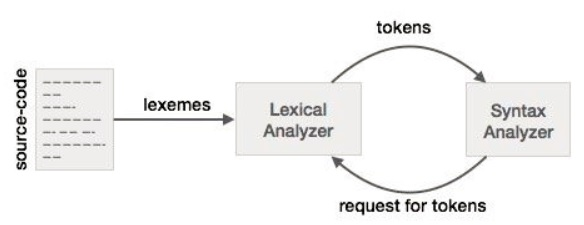 tokens
source-code
lexemes
Lexical
Analyzer
Syntax
Analyzer
request for tokens